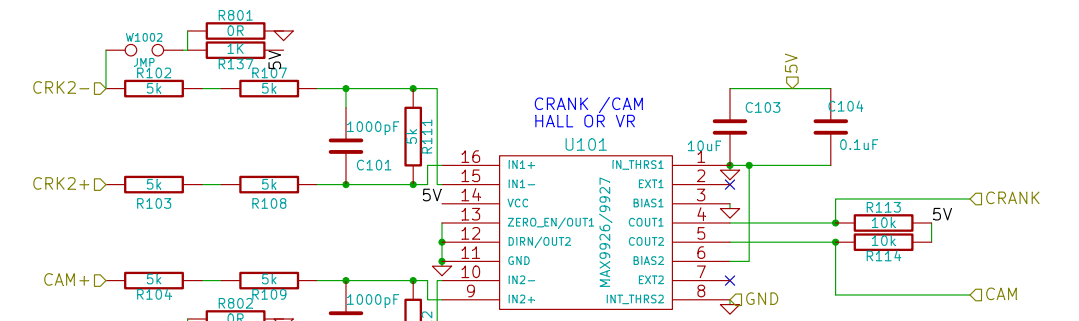 R801
0R
W1002
1K
JMP
R137
5V
CRK2-
R102
5k
R107
5k
1000pF
C101
5k
R111
CRK2+
5k
R103
5k
R108
CAM+
5k
R104
5k
R109
1000pF
R802
0R
2
CRANK /CAM
HALL OR VR
U101
MAX9926/9927
16 IN1+
15 IN1-
5V
14 VCC
13 ZERO_EN/OUT1
12 DIRN/OUT2
11 GND
10 IN2-
9 IN2+
IN_THRS1 1
EXT1 2
BIAS1 3
COUT1 4
COUT2 5
BIAS2 6
EXT2 7
INT_THRS2 8
GND
5V
C103
10uF
C104
0.1uF
CRANK
R113
10k
5V
10k
R114
CAM